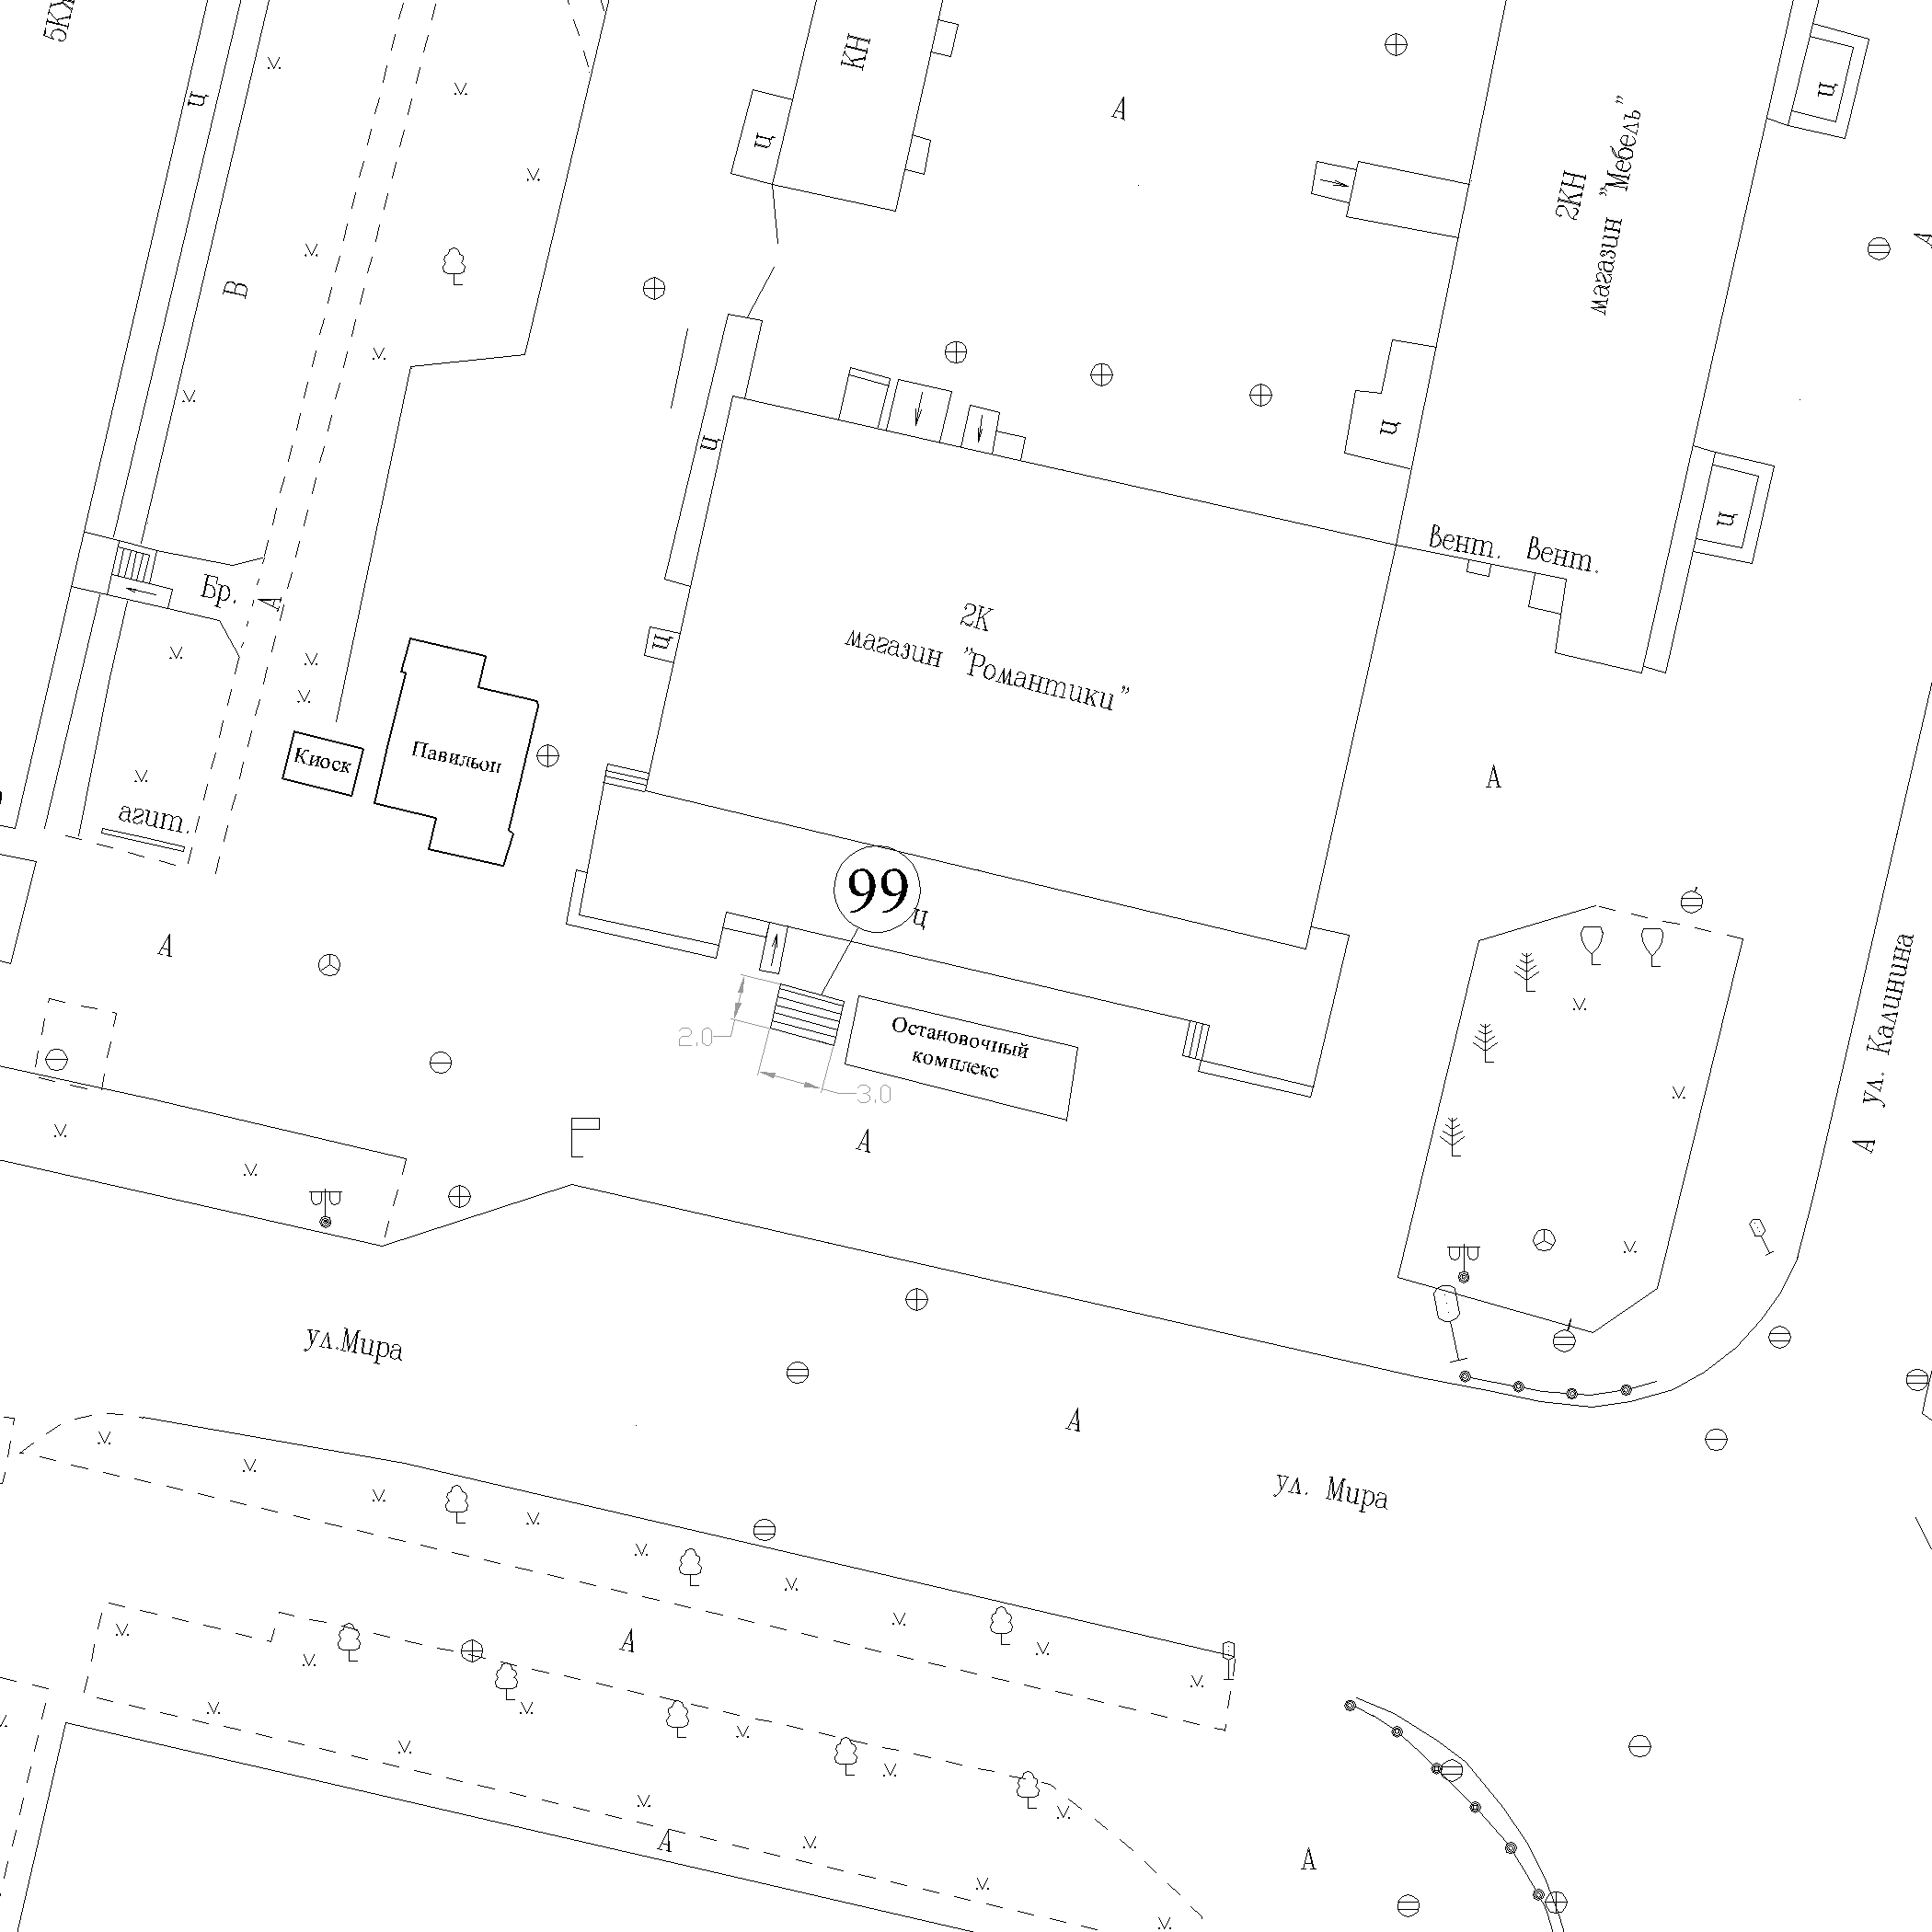 КН
А
ц
ц
ц
2КН
магазин "Мебель"
А
В
ц
ц
ц
Вент. Вент.
Бр.
А
ц
2К
магазин "Романтики"
Киоск
Павильон
А
агит.
99
ц
А
ул. Калинина
А
2.0
Остановочный
комплекс
3.0
А
ул.Мира
А
ул. Мира
А
А
А